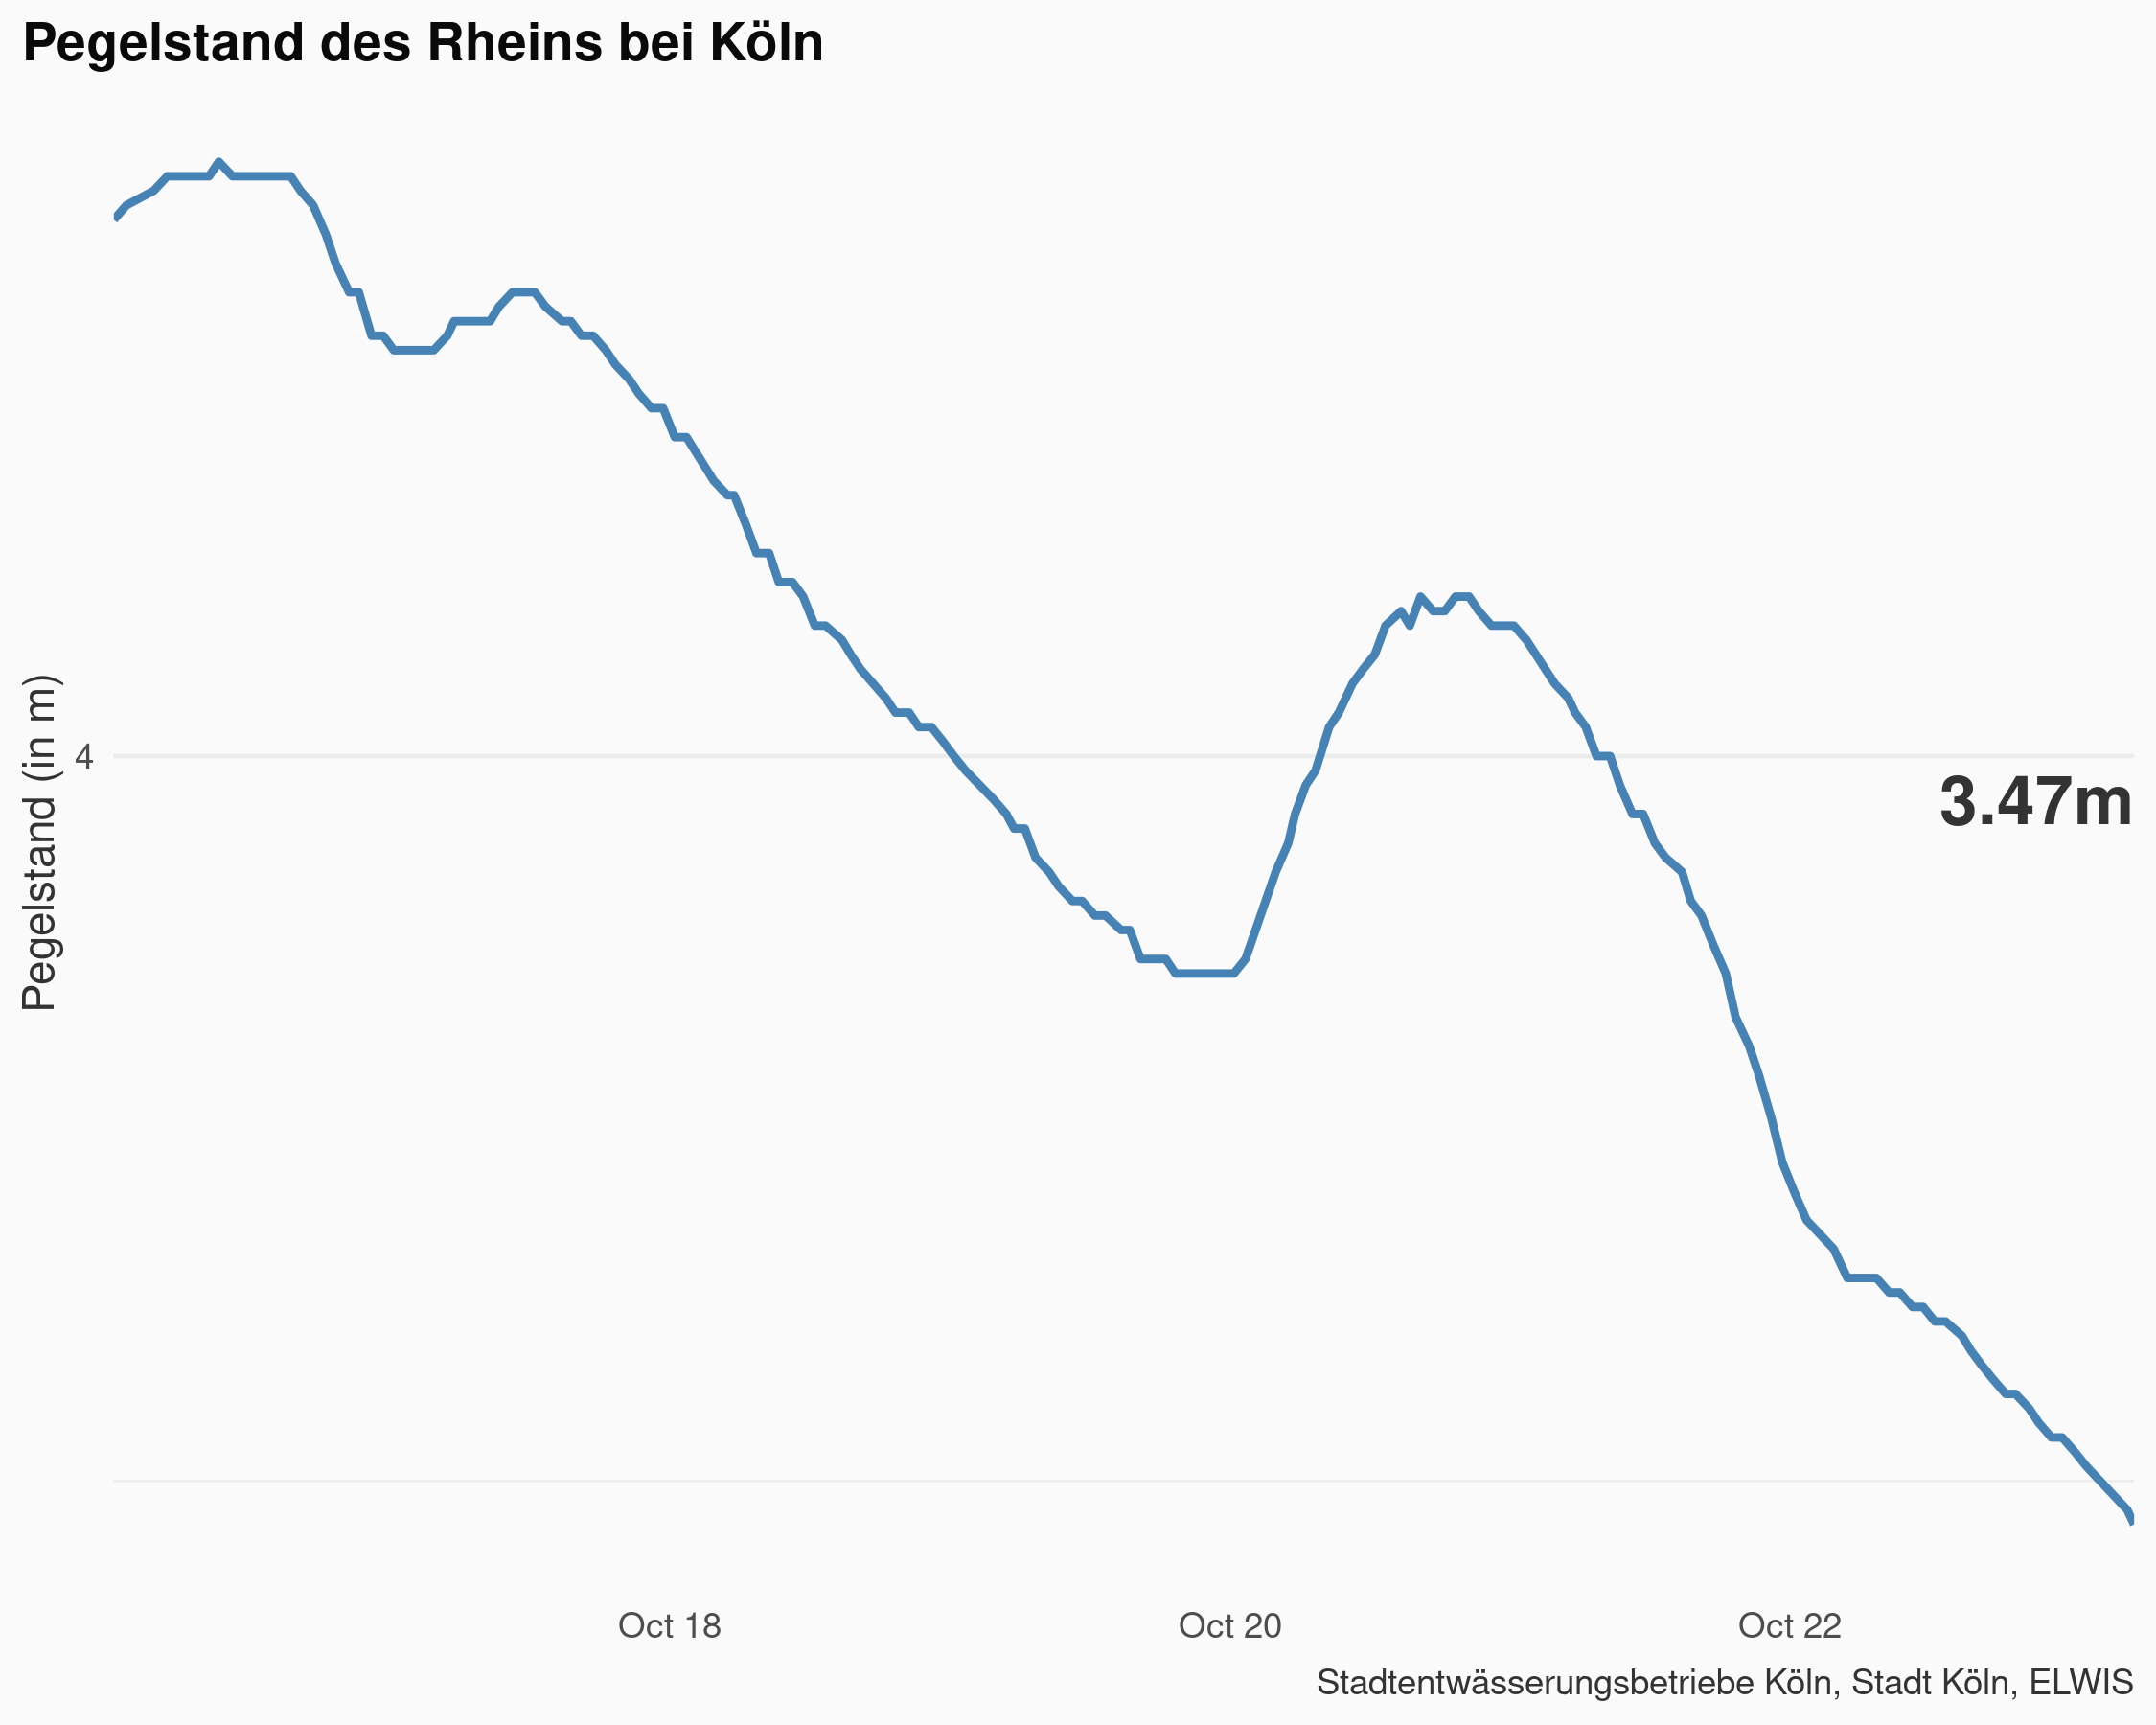 Pegelstand des Rheins bei Köln
Pegelstand (in m)
4
3.47m
Oct 18
Oct 20
Oct 22
Stadtentwässerungsbetriebe Köln, Stadt Köln, ELWIS